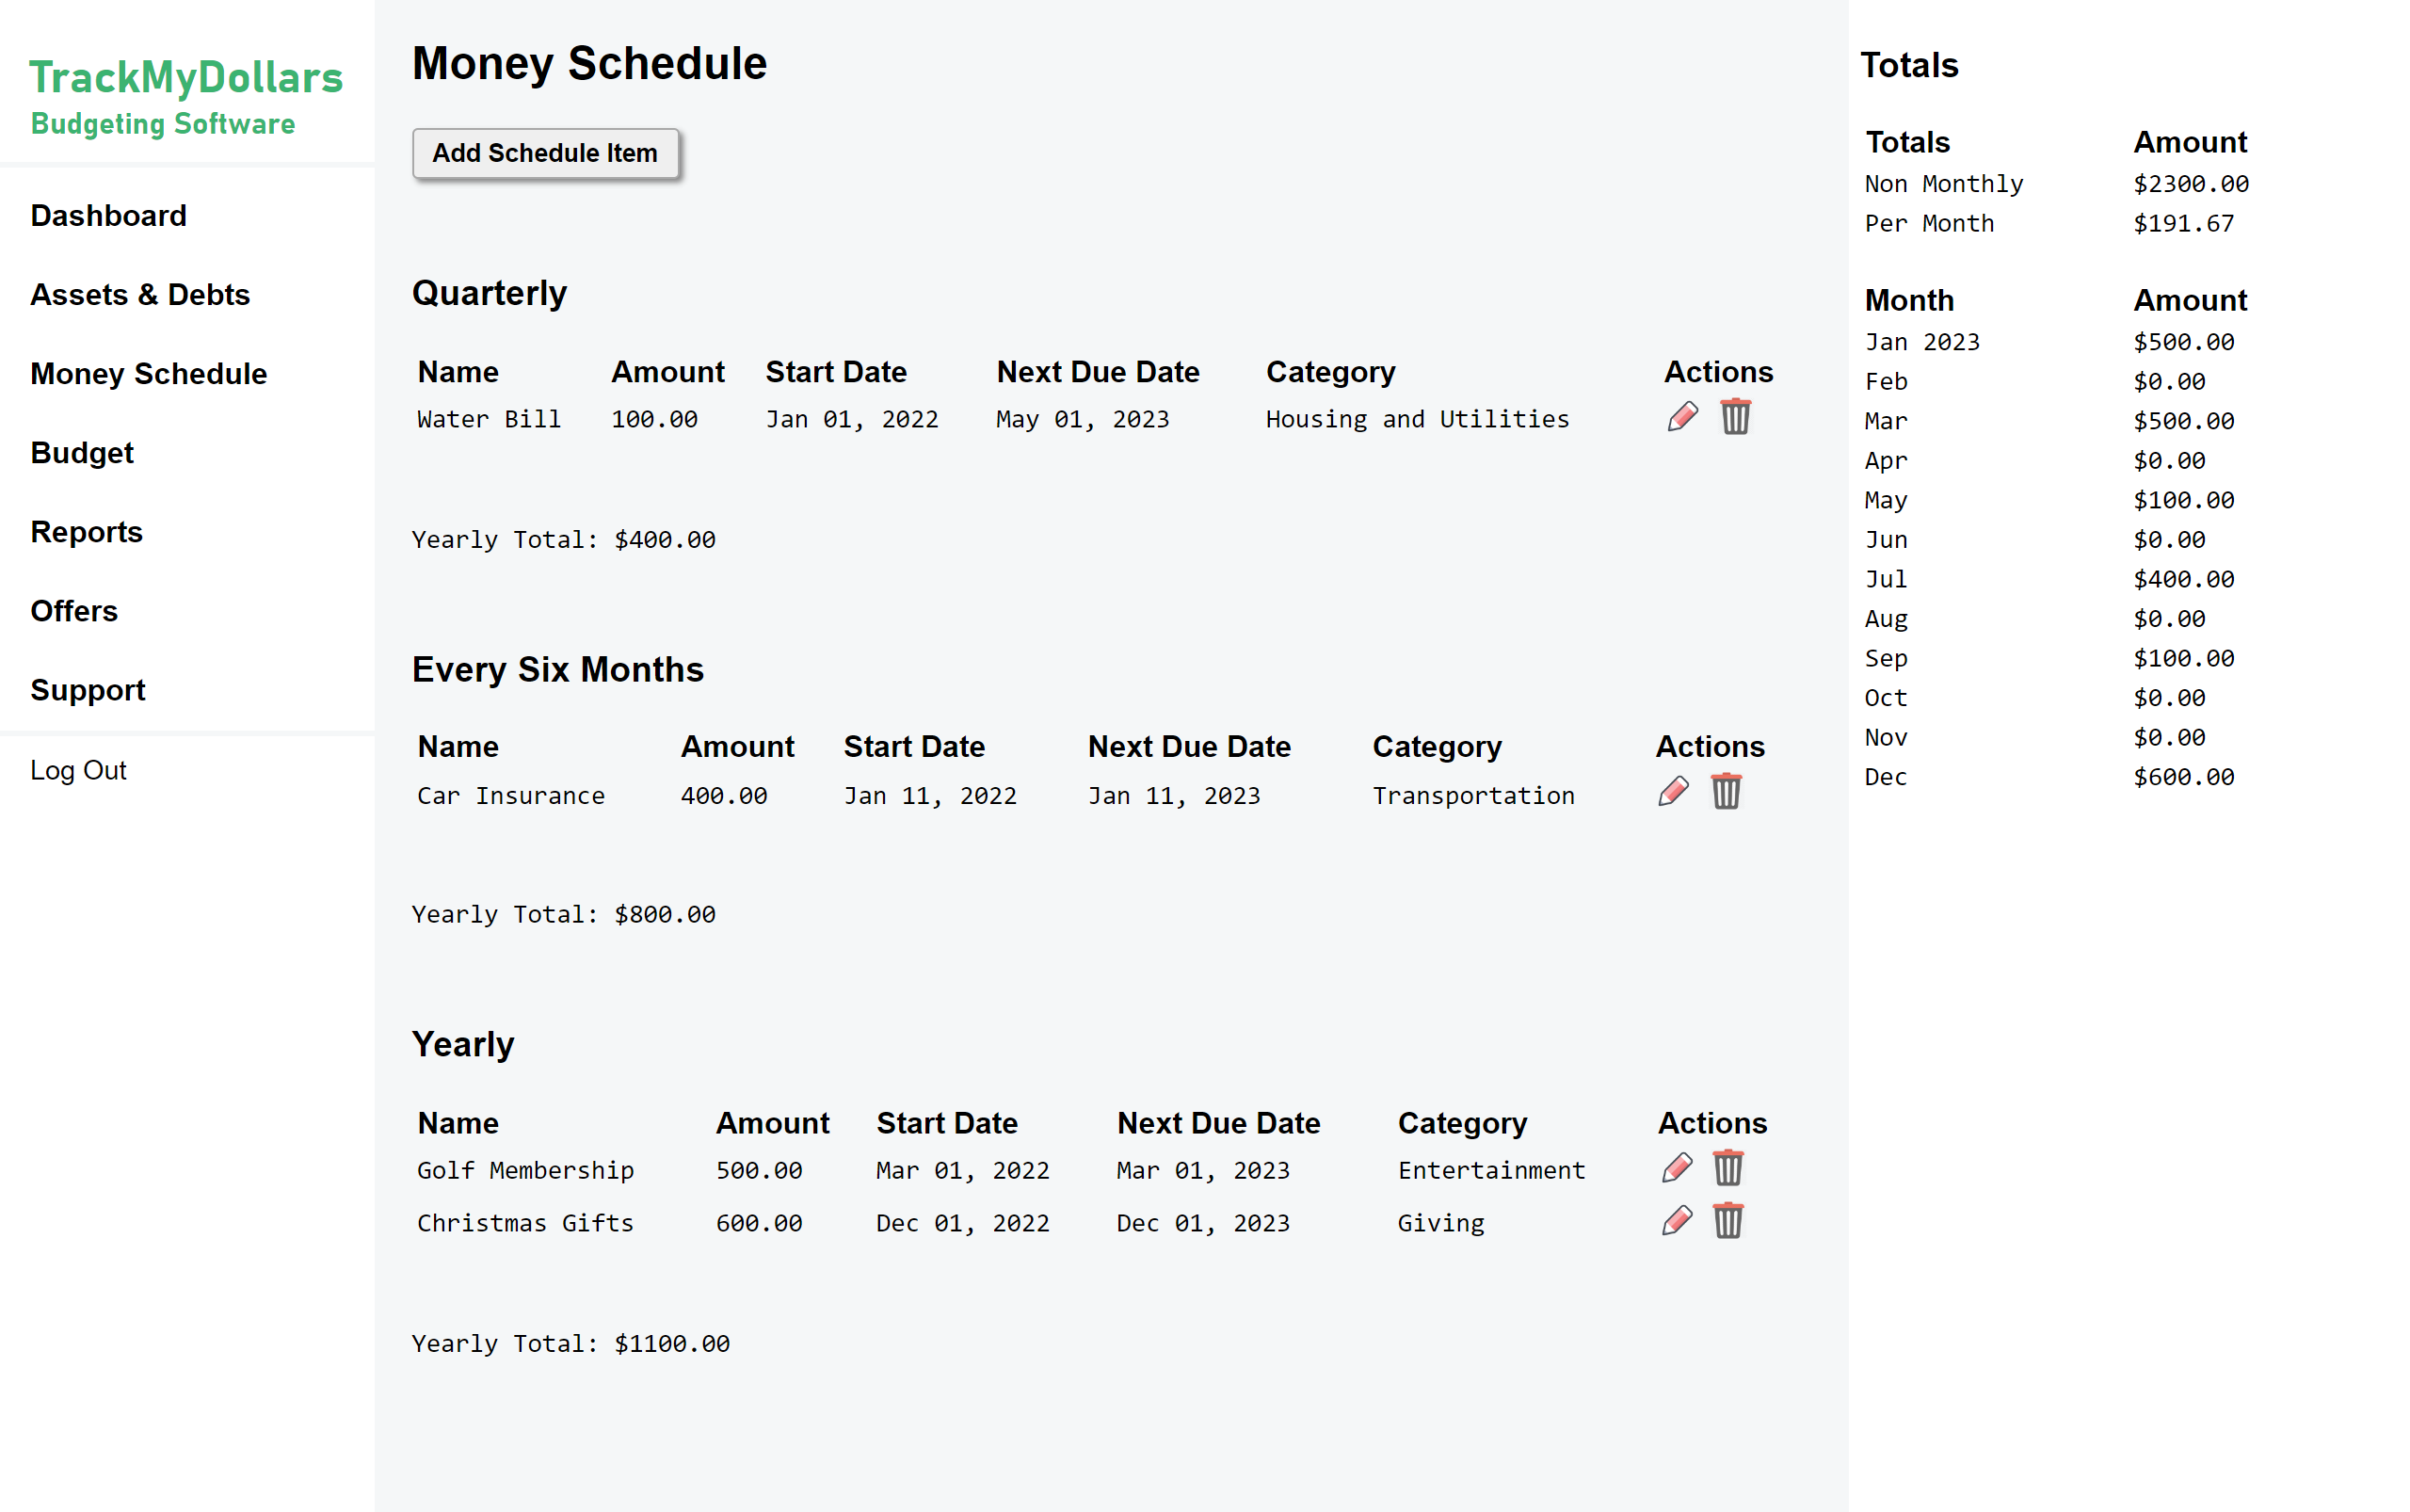 TrackMyDollars
Budgeting Software
Dashboard
Assets & Debts
Money Schedule
Budget
Reports
Offers
Support
Log Out
Money Schedule
Add Schedule Item
Quarterly
Name Amount Start Date Next Due Date Category Actions
Water Bill 100.00 Jan 01, 2022 May 01, 2023 Housing and Utilities
Yearly Total: $400.00
Every Six Months
Name Amount Start Date Next Due Date Category Actions
Car Insurance 400.00 Jan 11, 2022 Jan 11, 2023 Transportation
Yearly Total: $800.00
Yearly
Name Amount Start Date Next Due Date Category Actions
Golf Membership 500.00 Mar 01, 2022 Mar 01, 2023 Entertainment
Christmas Gifts 600.00 Dec 01, 2022 Dec 01, 2023 Giving
Yearly Total: $1100.00
Totals
Totals Amount
Non Monthly $2300.00
Per Month $191.67
Month Amount
Jan 2023 $500.00
Feb $0.00
Mar $500.00
Apr $0.00
May $100.00
Jun $0.00
Jul $400.00
Aug $0.00
Sep $100.00
Oct $0.00
Nov $0.00
Dec $600.00